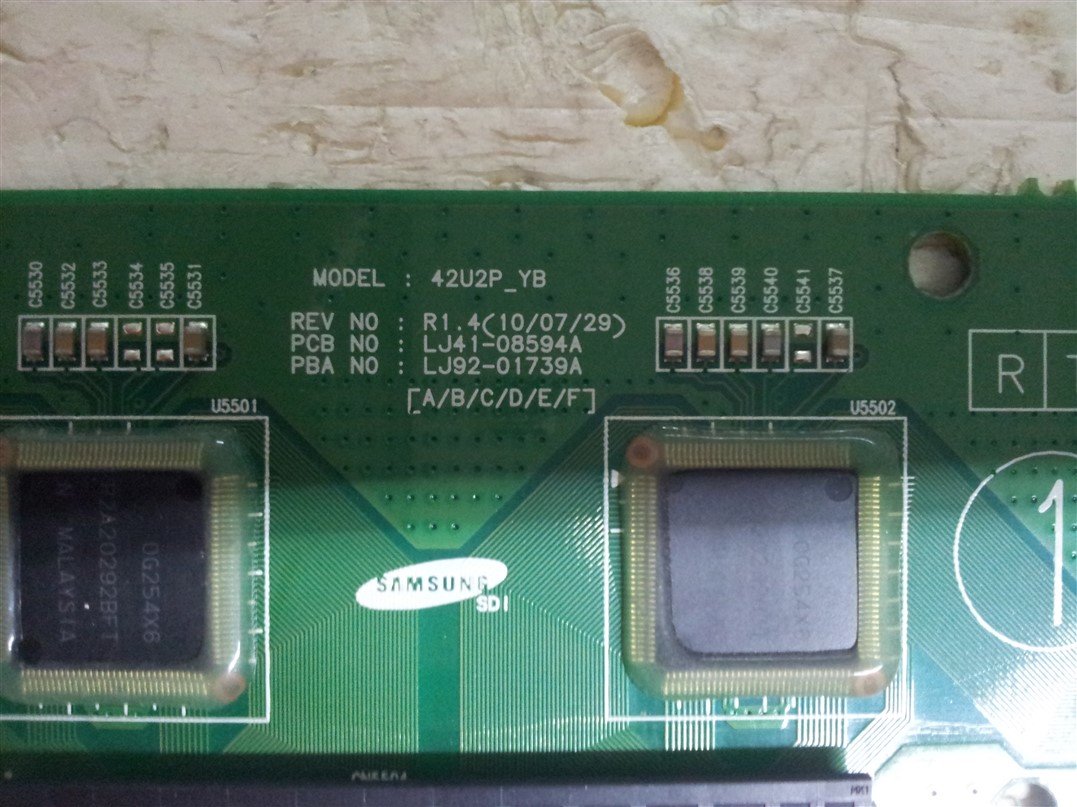 C5530 C5532 C5533 C5534 C5535 C5531
MODEL : 42U2P_YB
REV NO : R1.4(10/07/29)
PCB NO : LJ41-08594A
PBA NO : LJ92-01739A
[A/B/C/D/E/F]
C5536 C5538 C5539 C5540 C5541 C5537
R
U5501
U5502
1
0G254X6
MALAYSIA
SAMSUNG
SDI